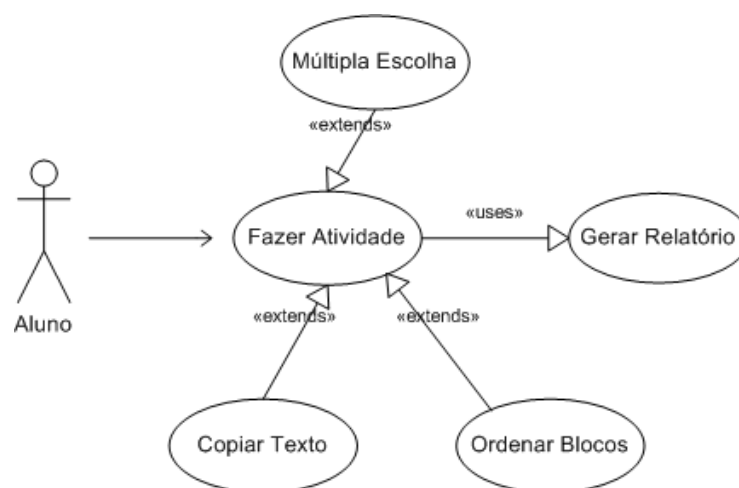 Múltipla Escolha
«extends»
«uses»
Fazer Atividade
Gerar Relatório
Aluno
«extends»
«extends»
Copiar Texto
Ordenar Blocos